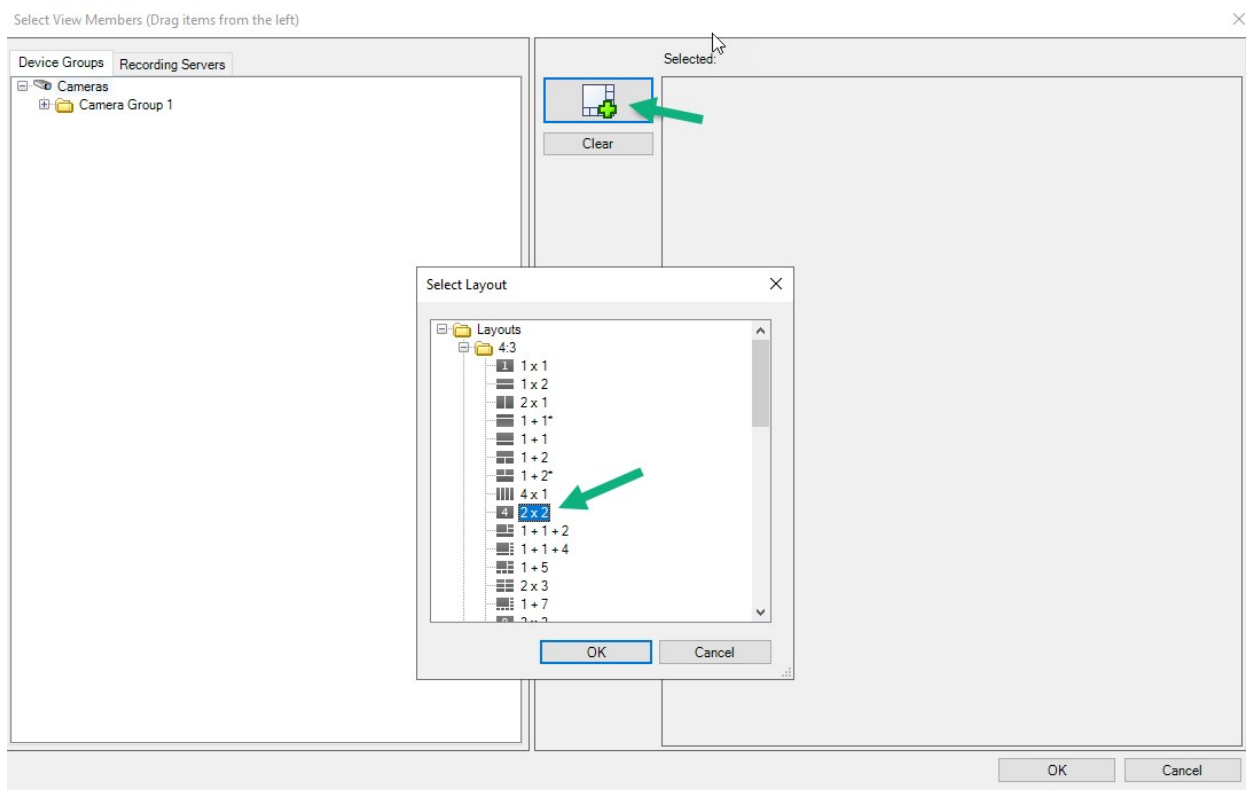 Select View Members (Drag items from the left)
Device Groups
Recording Servers
Selected:
Cameras
Camera Group 1
Clear
Select Layout
Layouts
4:3
1
1 x 1
1 x 2
2 x 1
1 + 1*
1 + 1
1 + 2
1 + 2*
4 x 1
4
2 x 2
1 + 1 + 2
1 + 1 + 4
1 + 5
2 x 3
1 + 7
OK
Cancel
OK
Cancel